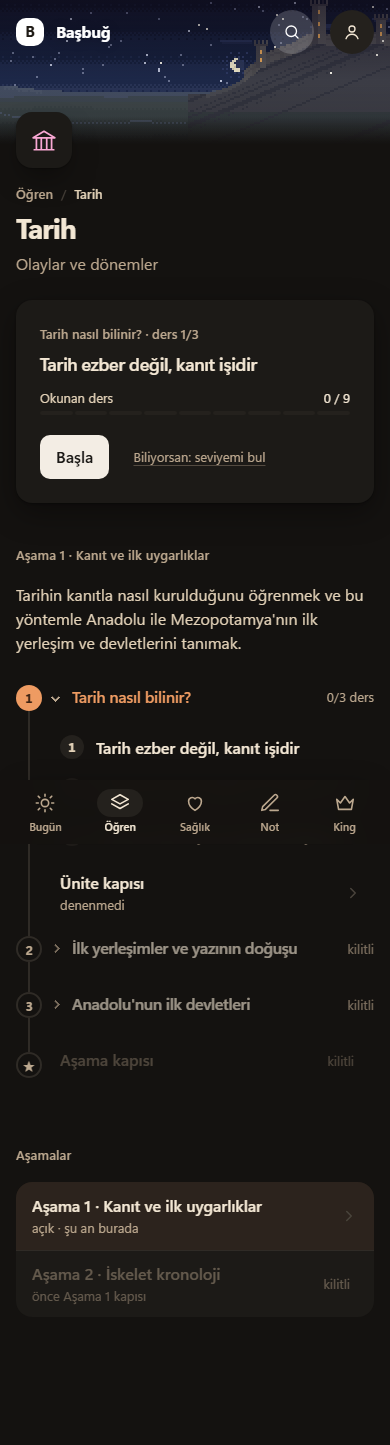 B Başbuğ
Öğren / Tarih
Tarih
Olaylar ve dönemler
Tarih nasıl bilinir? · ders 1/3
Tarih ezber değil, kanıt işidir
Okunan ders 0 / 9
Başla Biliyorsan: seviyemi bul
Aşama 1 · Kanıt ve ilk uygarlıklar
Tarihin kanıtla nasıl kurulduğunu öğrenmek ve bu
yöntemle Anadolu ile Mezopotamya'nın ilk
yerleşim ve devletlerini tanımak.
1 Tarih nasıl bilinir? 0/3 ders
1 Tarih ezber değil, kanıt işidir
Bugün Öğren Sağlık Not King
Ünite kapısı
denenmedi
2 İlk yerleşimler ve yazının doğuşu kilitli
3 Anadolu'nun ilk devletleri kilitli
Aşama kapısı kilitli
Aşamalar
Aşama 1 · Kanıt ve ilk uygarlıklar
açık · şu an burada
Aşama 2 · İskelet kronoloji kilitli
önce Aşama 1 kapısı